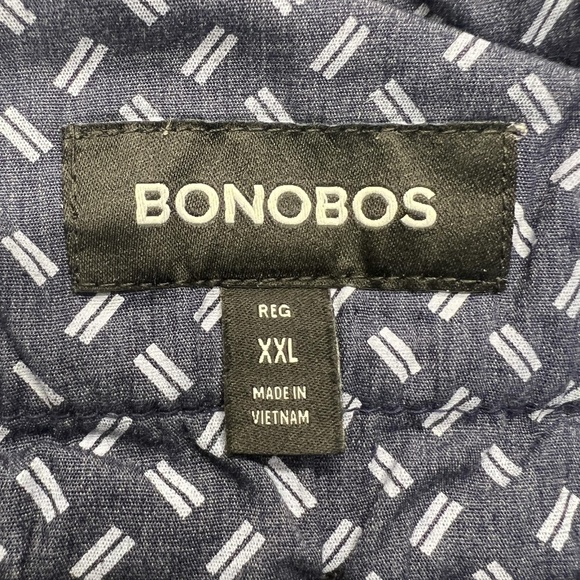 BONOBOS
REG
XXL
MADE IN
VIETNAM